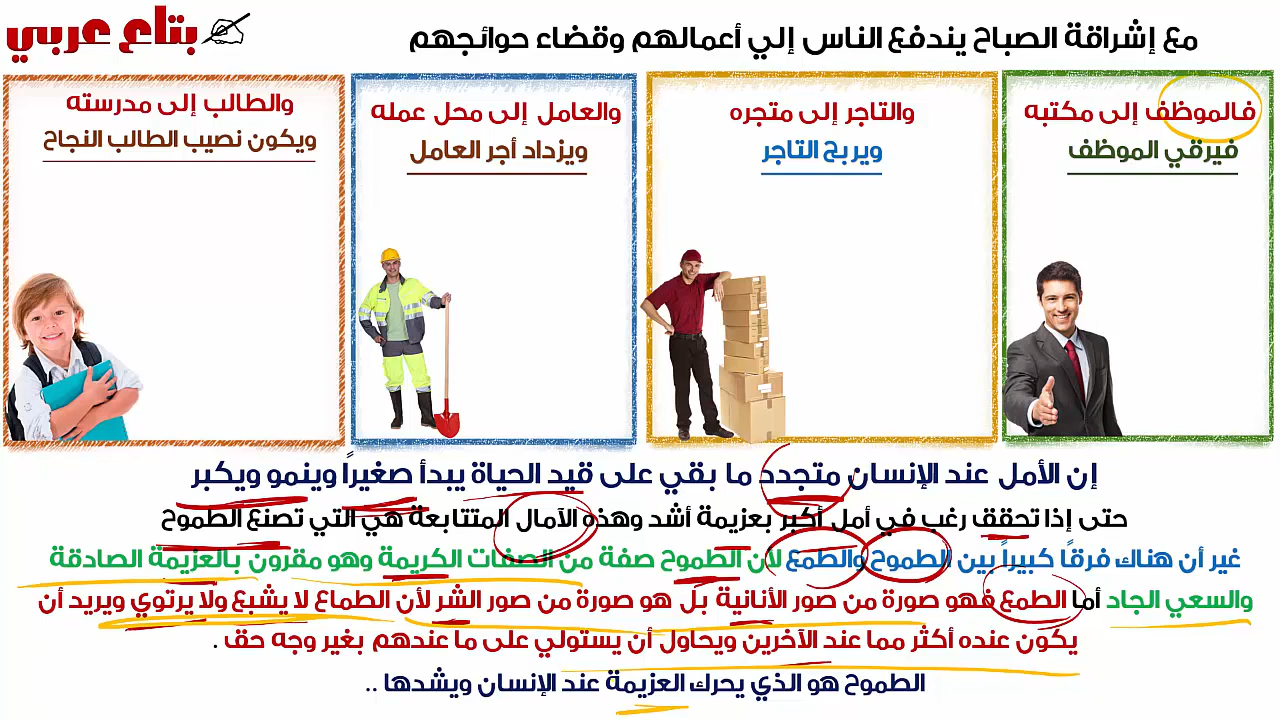 بتاع عربي
مع إشراقة الصباح يندفع الناس إلي أعمالهم وقضاء حوائجهم
فالموظف إلى مكتبه
فيرقي الموظف
والتاجر إلى متجره
ويربح التاجر
والعامل إلى محل عمله
ويزداد أجر العامل
والطالب إلى مدرسته
ويكون نصيب الطالب النجاح
إن الأمل عند الإنسان متجدد ما بقي على قيد الحياة يبدأ صغيراً وينمو ويكبر
حتى إذا تحقق رغب في أمل أكبر بعزيمة أشد وهذه الآمال المتتابعة هي التي تصنع الطموح
غير أن هناك فرقًا كبيراً بين الطموح والطمع لأن الطموح صفة من الصفات الكريمة وهو مقرون بالعزيمة الصادقة
والسعي الجاد أما الطمع فهو صورة من صور الأنانية بل هو صورة من صور الشر لأن الطماع لا يشبع ولا يرتوي ويريد أن
يكون عنده أكثر مما عند الآخرين ويحاول أن يستولي على ما عندهم بغير وجه حق .
الطموح هو الذي يحرك العزيمة عند الإنسان ويشدها ..